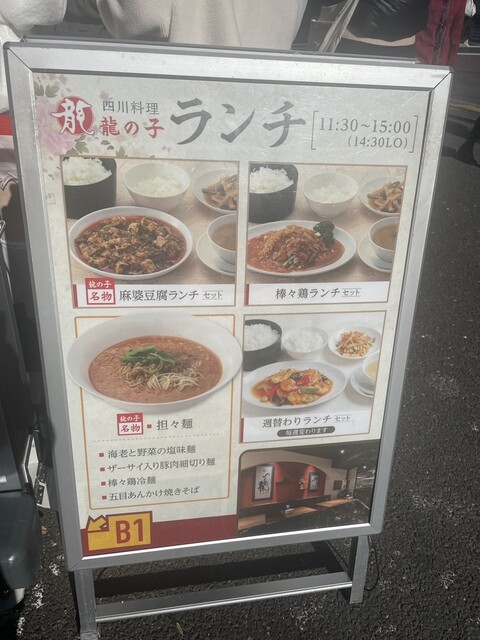 龍
四川料理
龍の子
ランチ
11:30~15:00
(14:30LO)
龍の子
名物
麻婆豆腐ランチ セット
棒々鶏ランチ セット
龍の子
名物
■ 担々麺
週替わりランチ セット
毎週変わります
■ 海老と野菜の塩味麺
■ ザーサイ入り豚肉細切り麺
■ 棒々鶏冷麺
■ 五目あんかけ焼きそば
B1